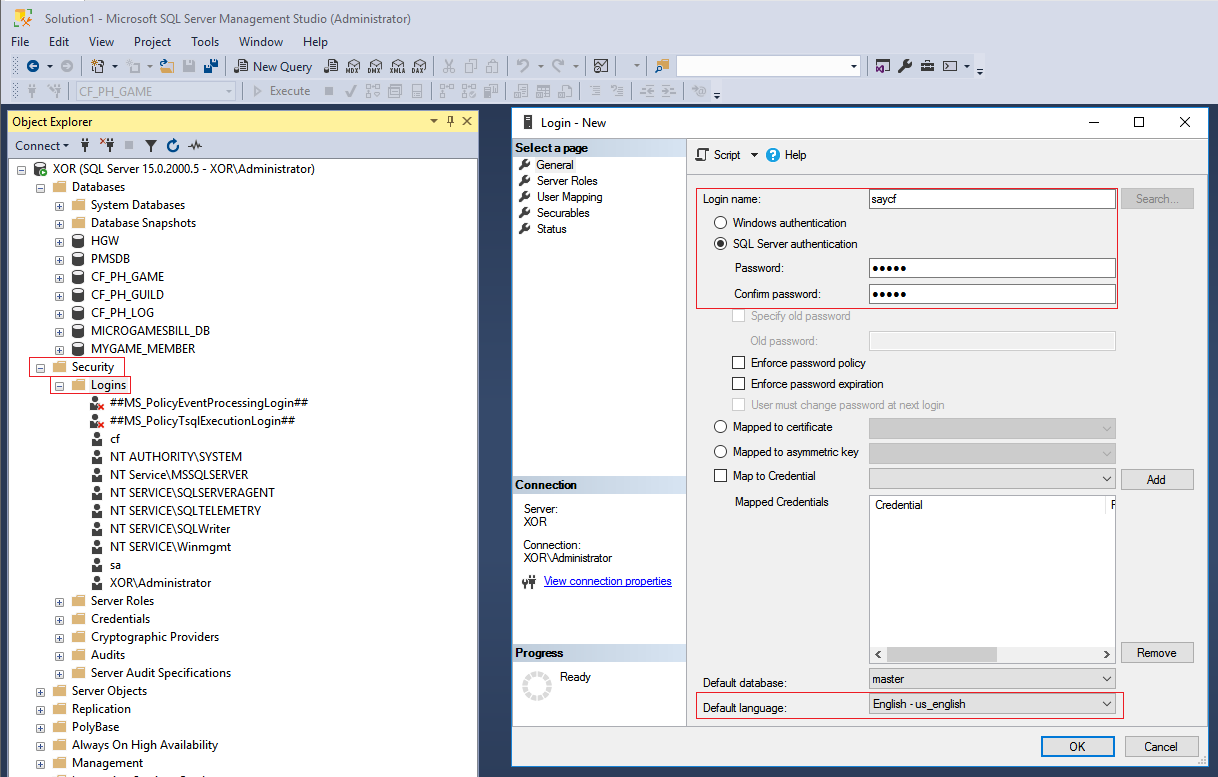 Solution1 - Microsoft SQL Server Management Studio (Administrator)
File Edit View Project Tools Window Help
New Query MDX DMX XMLA DAX
CF_PH_GAME Execute
Object Explorer
Connect
XOR (SQL Server 15.0.2000.5 - XOR\Administrator)
Databases
System Databases
Database Snapshots
HGW
PMSDB
CF_PH_GAME
CF_PH_GUILD
CF_PH_LOG
MICROGAMESBILL_DB
MYGAME_MEMBER
Security
Logins
##MS_PolicyEventProcessingLogin##
##MS_PolicyTsqlExecutionLogin##
cf
NT AUTHORITY\SYSTEM
NT Service\MSSQLSERVER
NT SERVICE\SQLSERVERAGENT
NT SERVICE\SQLTELEMETRY
NT SERVICE\SQLWriter
NT SERVICE\Winmgmt
sa
XOR\Administrator
Server Roles
Credentials
Cryptographic Providers
Audits
Server Audit Specifications
Server Objects
Replication
PolyBase
Always On High Availability
Management
Login - New
Select a page
General
Server Roles
User Mapping
Securables
Status
Connection
Server:
XOR
Connection:
XOR\Administrator
View connection properties
Progress
Ready
Script Help
Login name: saycf Search...
Windows authentication
SQL Server authentication
Password: ●●●●●
Confirm password: ●●●●●
Specify old password
Old password:
Enforce password policy
Enforce password expiration
User must change password at next login
Mapped to certificate
Mapped to asymmetric key
Map to Credential Add
Mapped Credentials Credential
Remove
Default database: master
Default language: English - us_english
OK Cancel